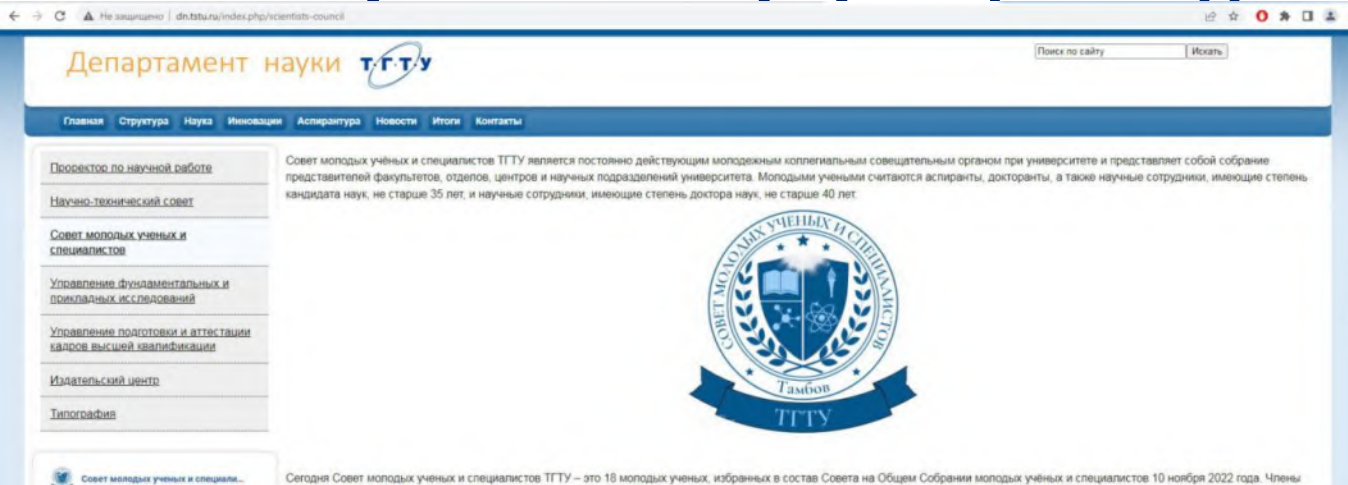 Не защищено | dn.tstu.ru/index.php/scientists-council
Департамент науки Т·Г·Т·У
Поиск по сайту Искать
Главная Структура Наука Инновации Аспирантура Новости Итоги Контакты
Проректор по научной работе
Научно-технический совет
Совет молодых ученых и
специалистов
Управление фундаментальных и
прикладных исследований
Управление подготовки и аттестации
кадров высшей квалификации
Издательский центр
Типография
Совет молодых ученых и специали...
Совет молодых учёных и специалистов ТГТУ является постоянно действующим молодежным коллегиальным совещательным органом при университете и представляет собой собрание
представителей факультетов, отделов, центров и научных подразделений университета. Молодыми учеными считаются аспиранты, докторанты, а также научные сотрудники, имеющие степень
кандидата наук, не старше 35 лет, и научные сотрудники, имеющие степень доктора наук, не старше 40 лет.
СОВЕТ МОЛОДЫХ УЧЕНЫХ И СПЕЦИАЛИСТОВ
Тамбов
ТГТУ
Сегодня Совет молодых ученых и специалистов ТГТУ – это 18 молодых ученых, избранных в состав Совета на Общем Собрании молодых учёных и специалистов 10 ноября 2022 года. Члены